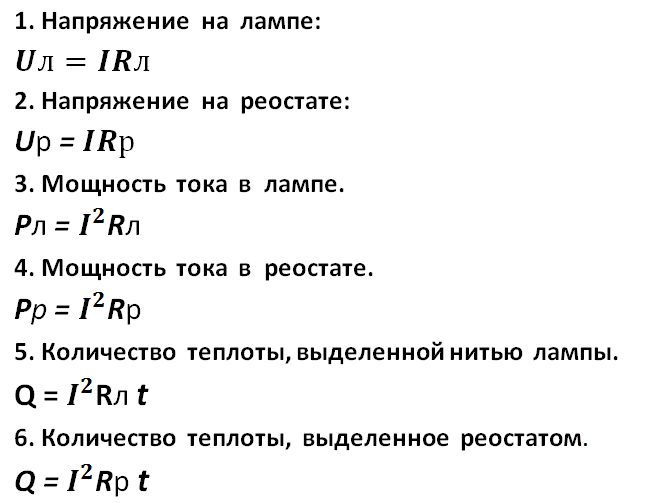 1. Напряжение на лампе:
Uл = IRл
2. Напряжение на реостате:
Uр = IRр
3. Мощность тока в лампе.
Pл = I²Rл
4. Мощность тока в реостате.
Pр = I²Rр
5. Количество теплоты, выделенной нитью лампы.
Q = I²Rл t
6. Количество теплоты, выделенное реостатом.
Q = I²Rр t